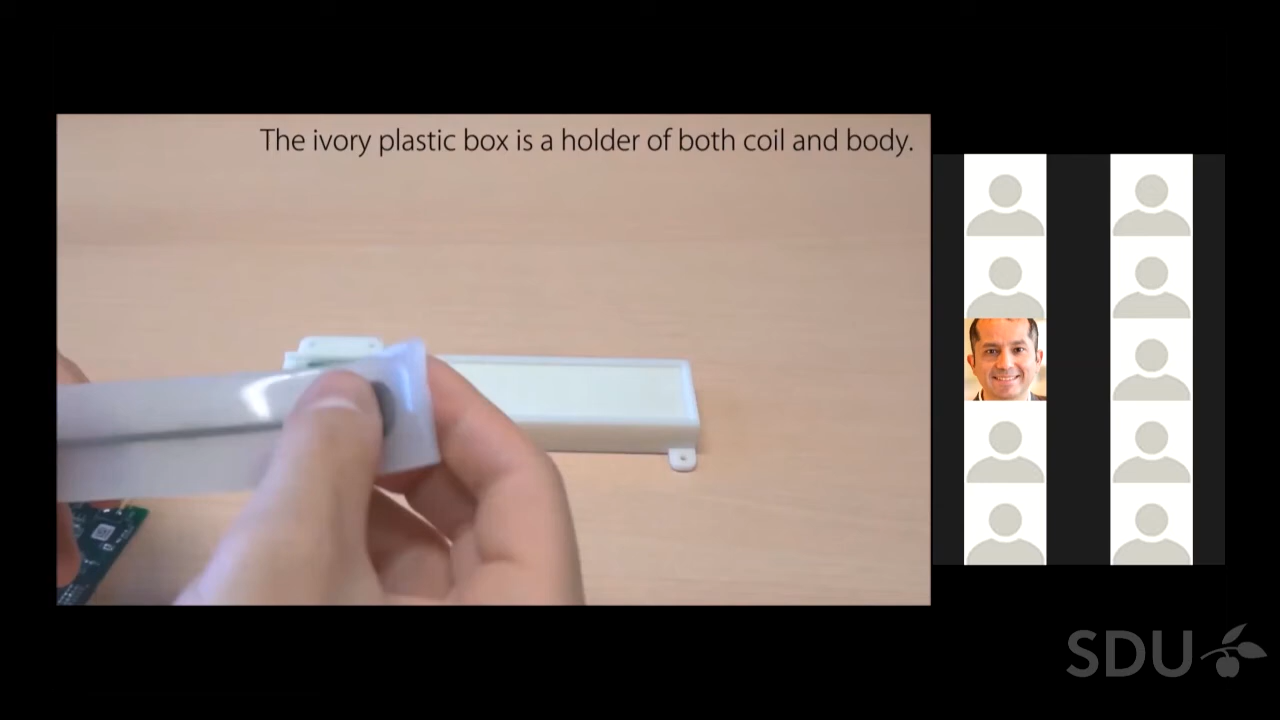 The ivory plastic box is a holder of both coil and body.
SDU